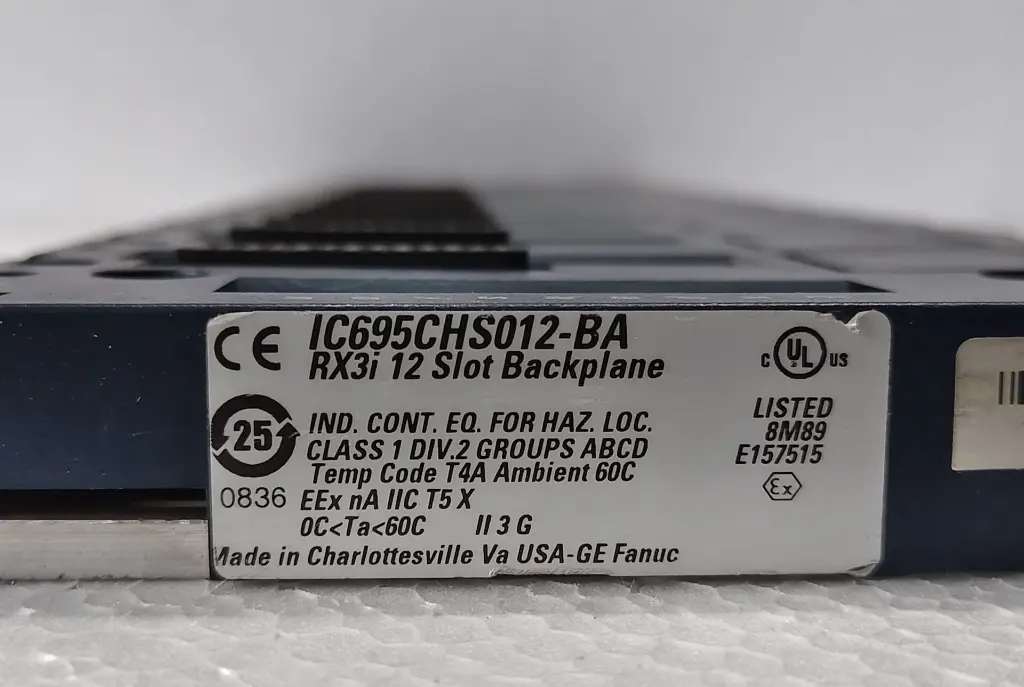 CE IC695CHS012-BA
RX3i 12 Slot Backplane
C UL US
25 IND. CONT. EQ. FOR HAZ. LOC.
CLASS 1 DIV.2 GROUPS ABCD
Temp Code T4A Ambient 60C
LISTED
8M89
E157515
0836 EEx nA IIC T5 X
0C<Ta<60C II 3 G
Ex
Made in Charlottesville Va USA-GE Fanuc